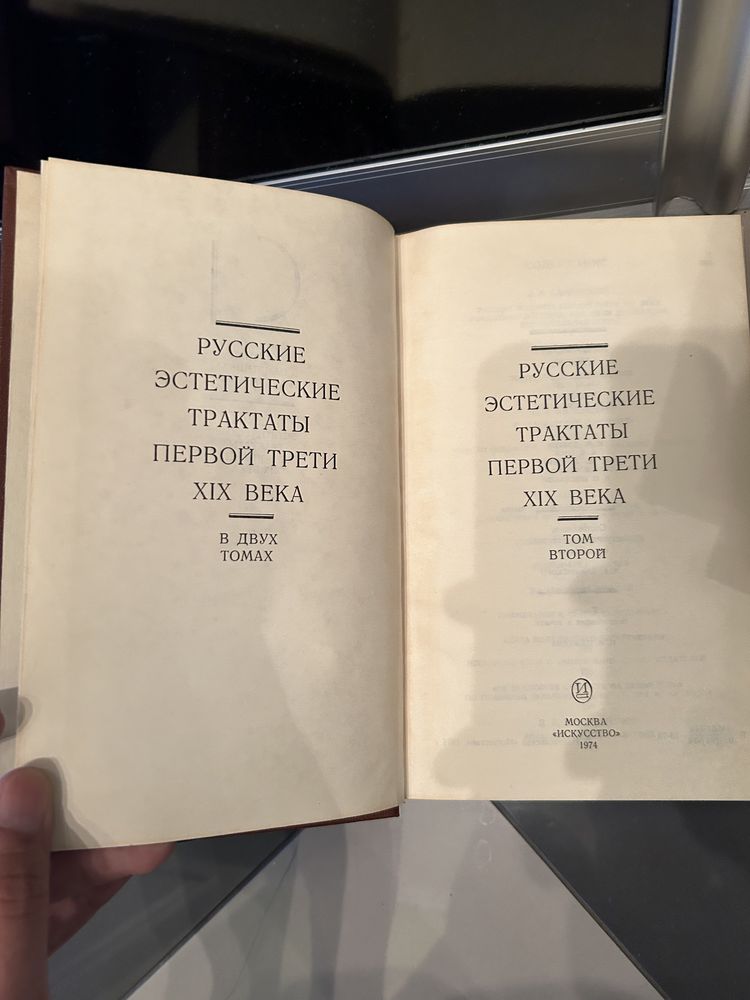 РУССКИЕ
ЭСТЕТИЧЕСКИЕ
ТРАКТАТЫ
ПЕРВОЙ ТРЕТИ
XIX ВЕКА
В ДВУХ
ТОМАХ
РУССКИЕ
ЭСТЕТИЧЕСКИЕ
ТРАКТАТЫ
ПЕРВОЙ ТРЕТИ
XIX ВЕКА
ТОМ
ВТОРОЙ
И
МОСКВА
«ИСКУССТВО»
1974